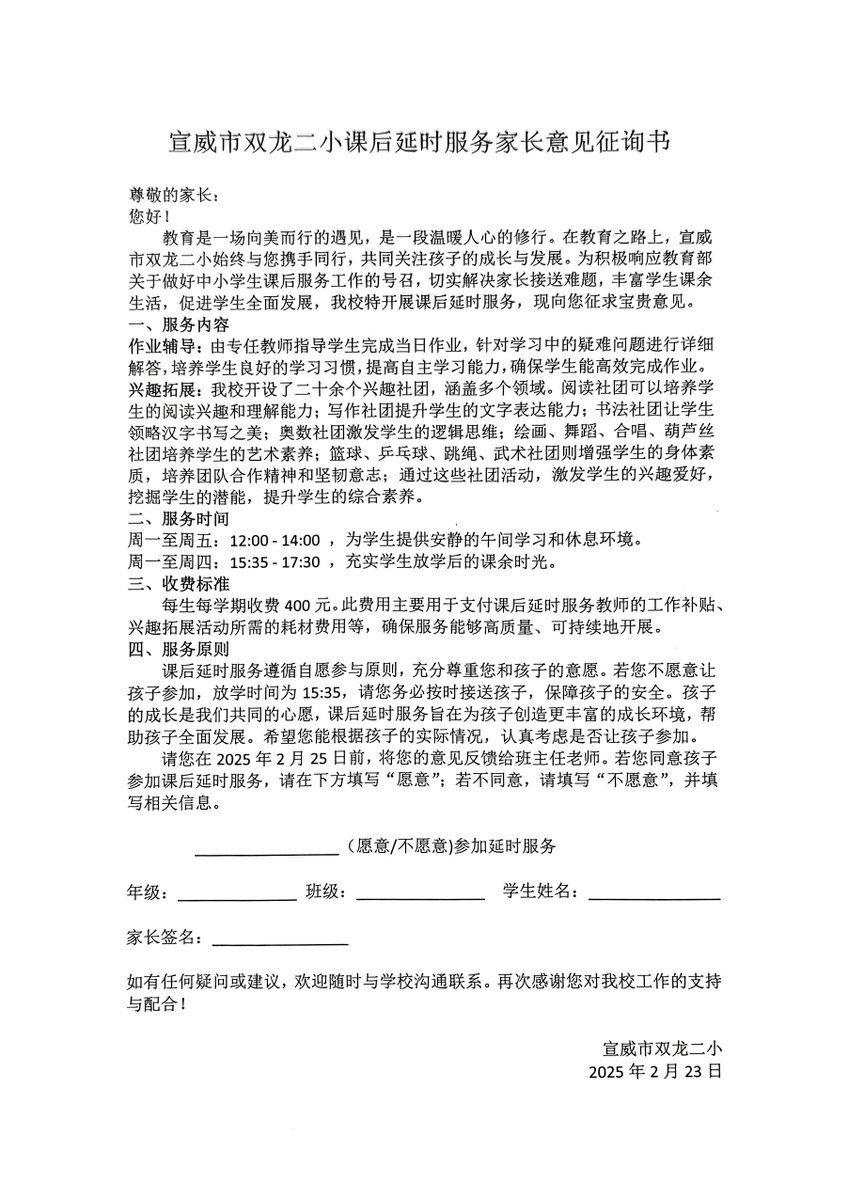 宣威市双龙二小课后延时服务家长意见征询书
尊敬的家长：
您好！
教育是一场向美而行的遇见，是一段温暖人心的修行。在教育之路上，宣威
市双龙二小始终与您携手同行，共同关注孩子的成长与发展。为积极响应教育部
关于做好中小学生课后服务工作的号召，切实解决家长接送难题，丰富学生课余
生活，促进学生全面发展，我校特开展课后延时服务，现向您征求宝贵意见。
一、服务内容
作业辅导：由专任教师指导学生完成当日作业，针对学习中的疑难问题进行详细
解答，培养学生良好的学习习惯，提高自主学习能力，确保学生能高效完成作业。
兴趣拓展：我校开设了二十余个兴趣社团，涵盖多个领域。阅读社团可以培养学
生的阅读兴趣和理解能力；写作社团提升学生的文字表达能力；书法社团让学生
领略汉字书写之美；奥数社团激发学生的逻辑思维；绘画、舞蹈、合唱、葫芦丝
社团培养学生的艺术素养；篮球、乒乓球、跳绳、武术社团则增强学生的身体素
质，培养团队合作精神和坚韧意志；通过这些社团活动，激发学生的兴趣爱好，
挖掘学生的潜能，提升学生的综合素养。
二、服务时间
周一至周五：12:00 - 14:00 ，为学生提供安静的午间学习和休息环境。
周一至周四：15:35 - 17:30 ，充实学生放学后的课余时光。
三、收费标准
每生每学期收费 400 元。此费用主要用于支付课后延时服务教师的工作补贴、
兴趣拓展活动所需的耗材费用等，确保服务能够高质量、可持续地开展。
四、服务原则
课后延时服务遵循自愿参与原则，充分尊重您和孩子的意愿。若您不愿意让
孩子参加，放学时间为 15:35，请您务必按时接送孩子，保障孩子的安全。孩子
的成长是我们共同的心愿，课后延时服务旨在为孩子创造更丰富的成长环境，帮
助孩子全面发展。希望您能根据孩子的实际情况，认真考虑是否让孩子参加。
请您在 2025 年 2 月 25 日前，将您的意见反馈给班主任老师。若您同意孩子
参加课后延时服务，请在下方填写“愿意”；若不同意，请填写“不愿意”，并填
写相关信息。
________________（愿意/不愿意)参加延时服务
年级：_____________ 班级：______________ 学生姓名：______________
家长签名：_______________
如有任何疑问或建议，欢迎随时与学校沟通联系。再次感谢您对我校工作的支持
与配合！
宣威市双龙二小
2025 年 2 月 23 日